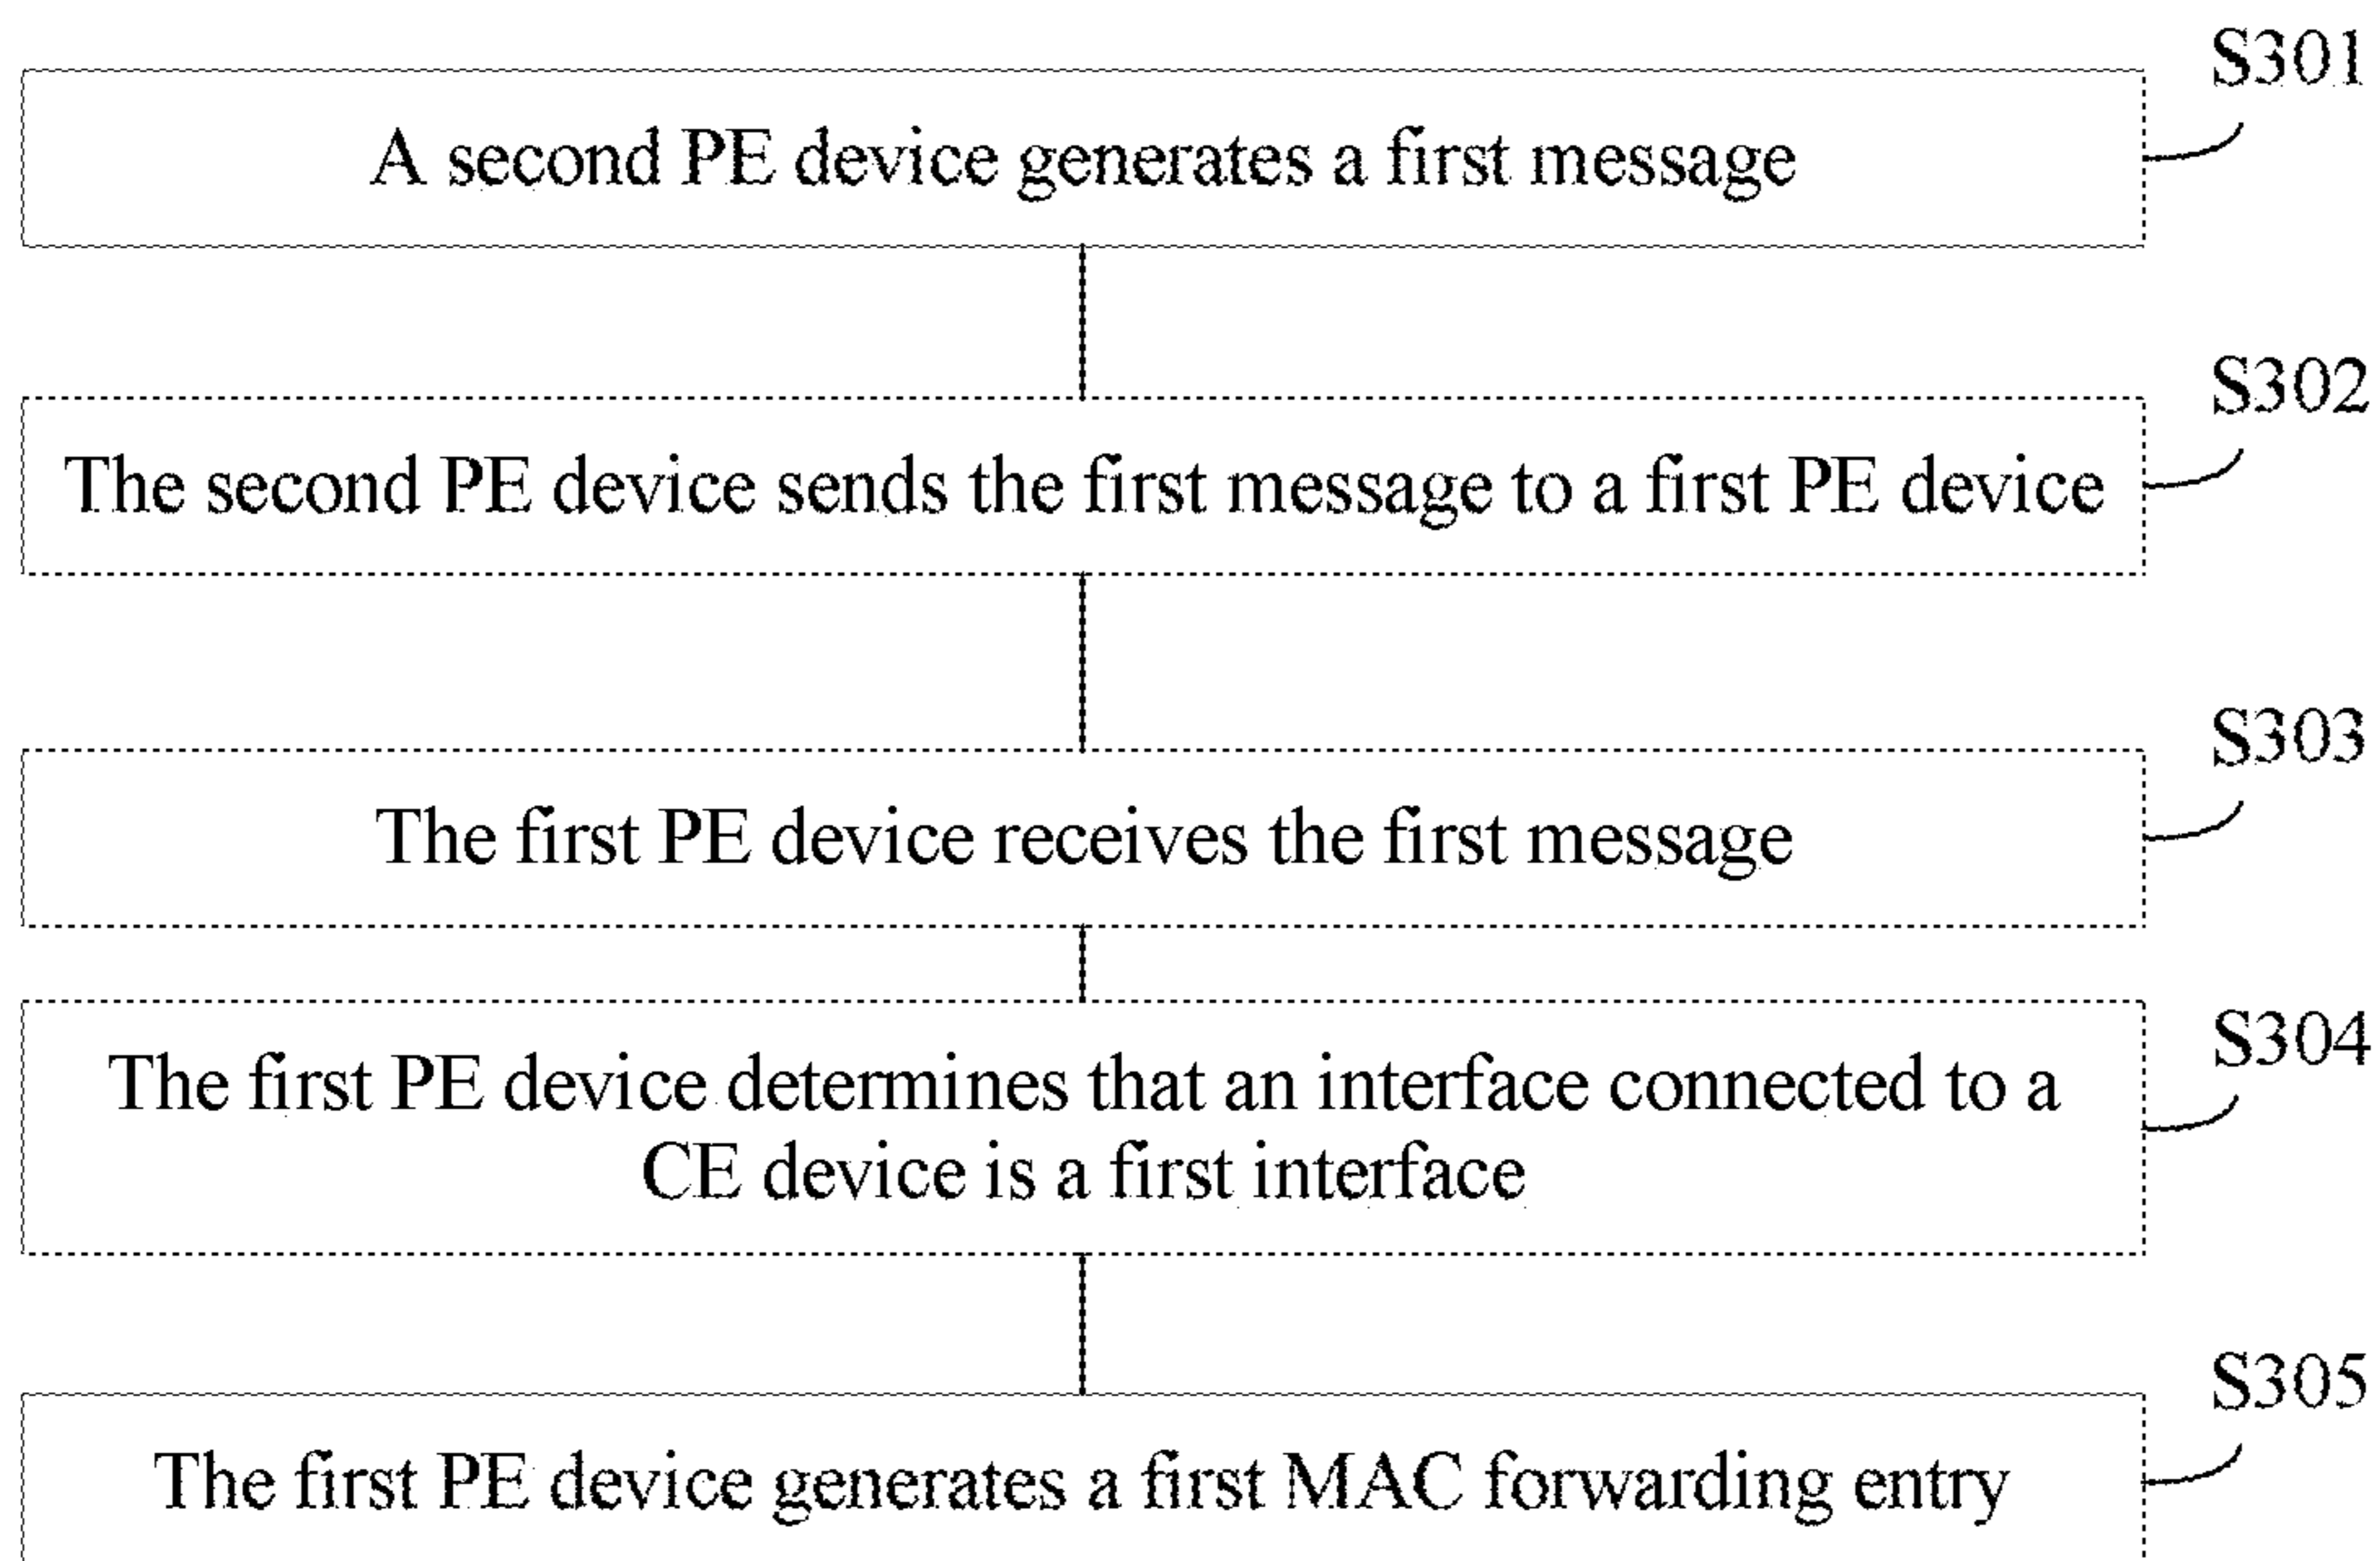 S301
A second PE device generates a first message
S302
The second PE device sends the first message to a first PE device
S303
The first PE device receives the first message
S304
The first PE device determines that an interface connected to a
CE device is a first interface
S305
The first PE device generates a first MAC forwarding entry